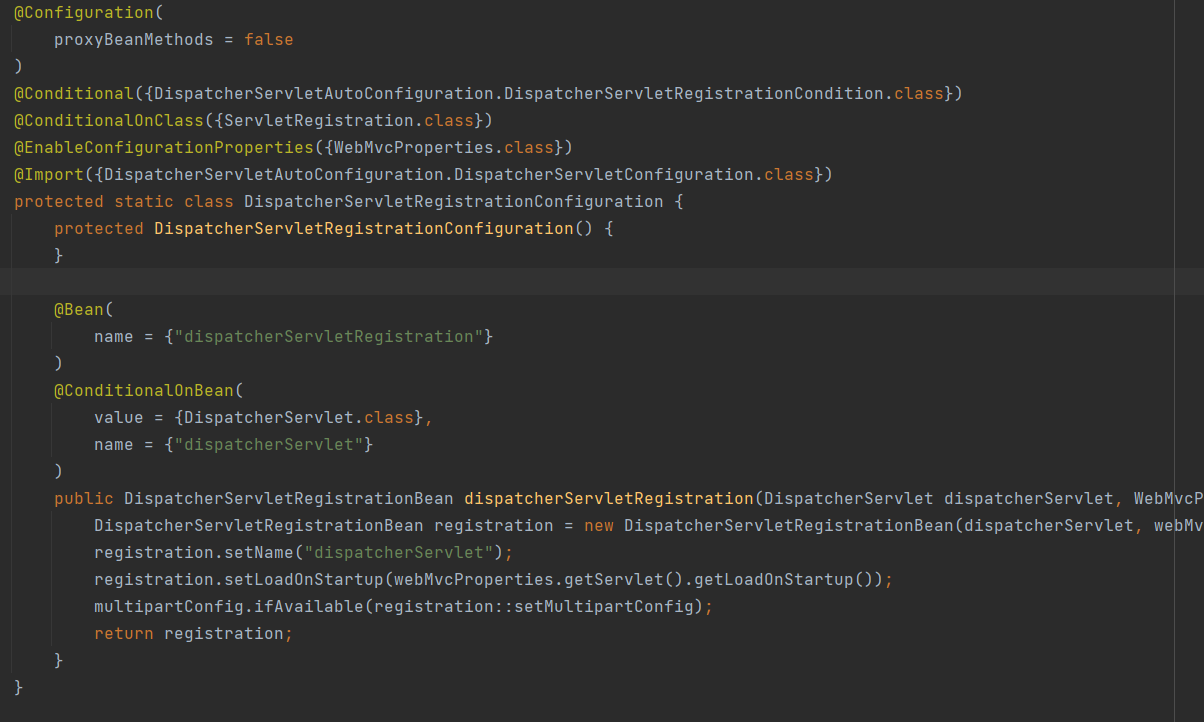 @Configuration(
    proxyBeanMethods = false
)
@Conditional({DispatcherServletAutoConfiguration.DispatcherServletRegistrationCondition.class})
@ConditionalOnClass({ServletRegistration.class})
@EnableConfigurationProperties({WebMvcProperties.class})
@Import({DispatcherServletAutoConfiguration.DispatcherServletConfiguration.class})
protected static class DispatcherServletRegistrationConfiguration {
    protected DispatcherServletRegistrationConfiguration() {
    }

    @Bean(
        name = {"dispatcherServletRegistration"}
    )
    @ConditionalOnBean(
        value = {DispatcherServlet.class},
        name = {"dispatcherServlet"}
    )
    public DispatcherServletRegistrationBean dispatcherServletRegistration(DispatcherServlet dispatcherServlet, WebMvcP
        DispatcherServletRegistrationBean registration = new DispatcherServletRegistrationBean(dispatcherServlet, webMv
        registration.setName("dispatcherServlet");
        registration.setLoadOnStartup(webMvcProperties.getServlet().getLoadOnStartup());
        multipartConfig.ifAvailable(registration::setMultipartConfig);
        return registration;
    }
}